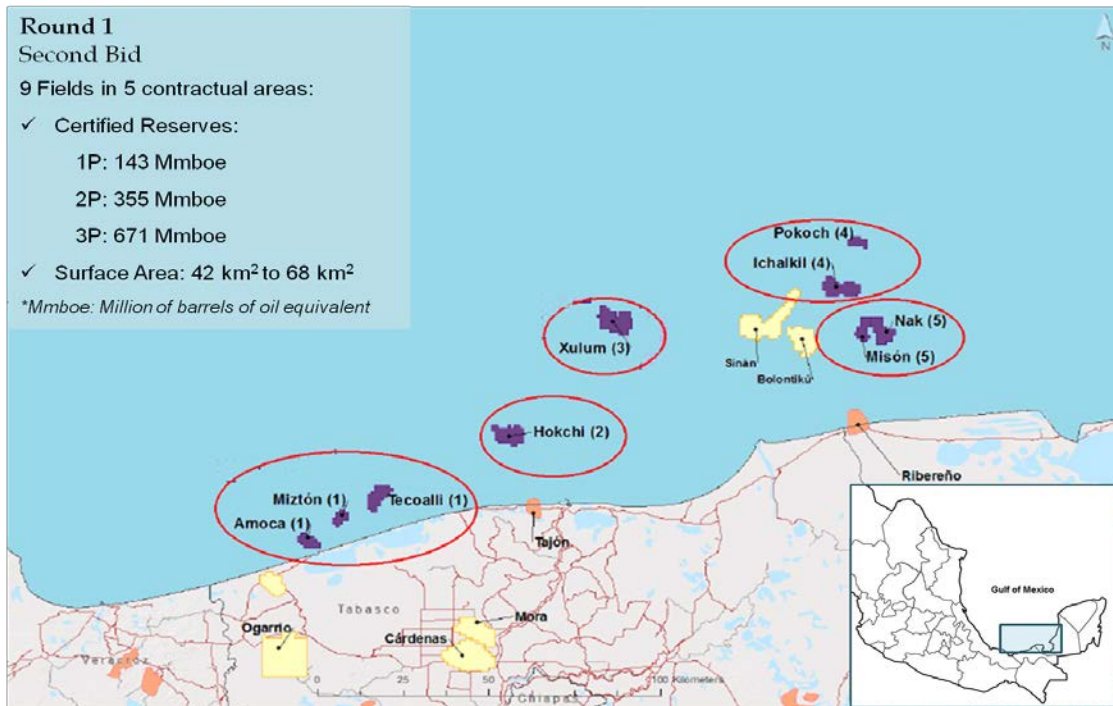 Round 1
Second Bid
9 Fields in 5 contractual areas:
✓ Certified Reserves:
1P: 143 Mmboe
2P: 355 Mmboe
3P: 671 Mmboe
✓ Surface Area: 42 km² to 68 km²
*Mmboe: Million of barrels of oil equivalent
N
Pokoch (4)
Ichalkil (4)
Nak (5)
Misón (5)
Xulum (3)
Sinán
Bolontikú
Hokchi (2)
Ribereño
Miztón (1)
Tecoalli (1)
Amoca (1)
Tajón
Gulf of Mexico
Tabasco
Mora
Ogarrio
Cárdenas
Veracruz
0 50 100 Kilometers
Chiapas